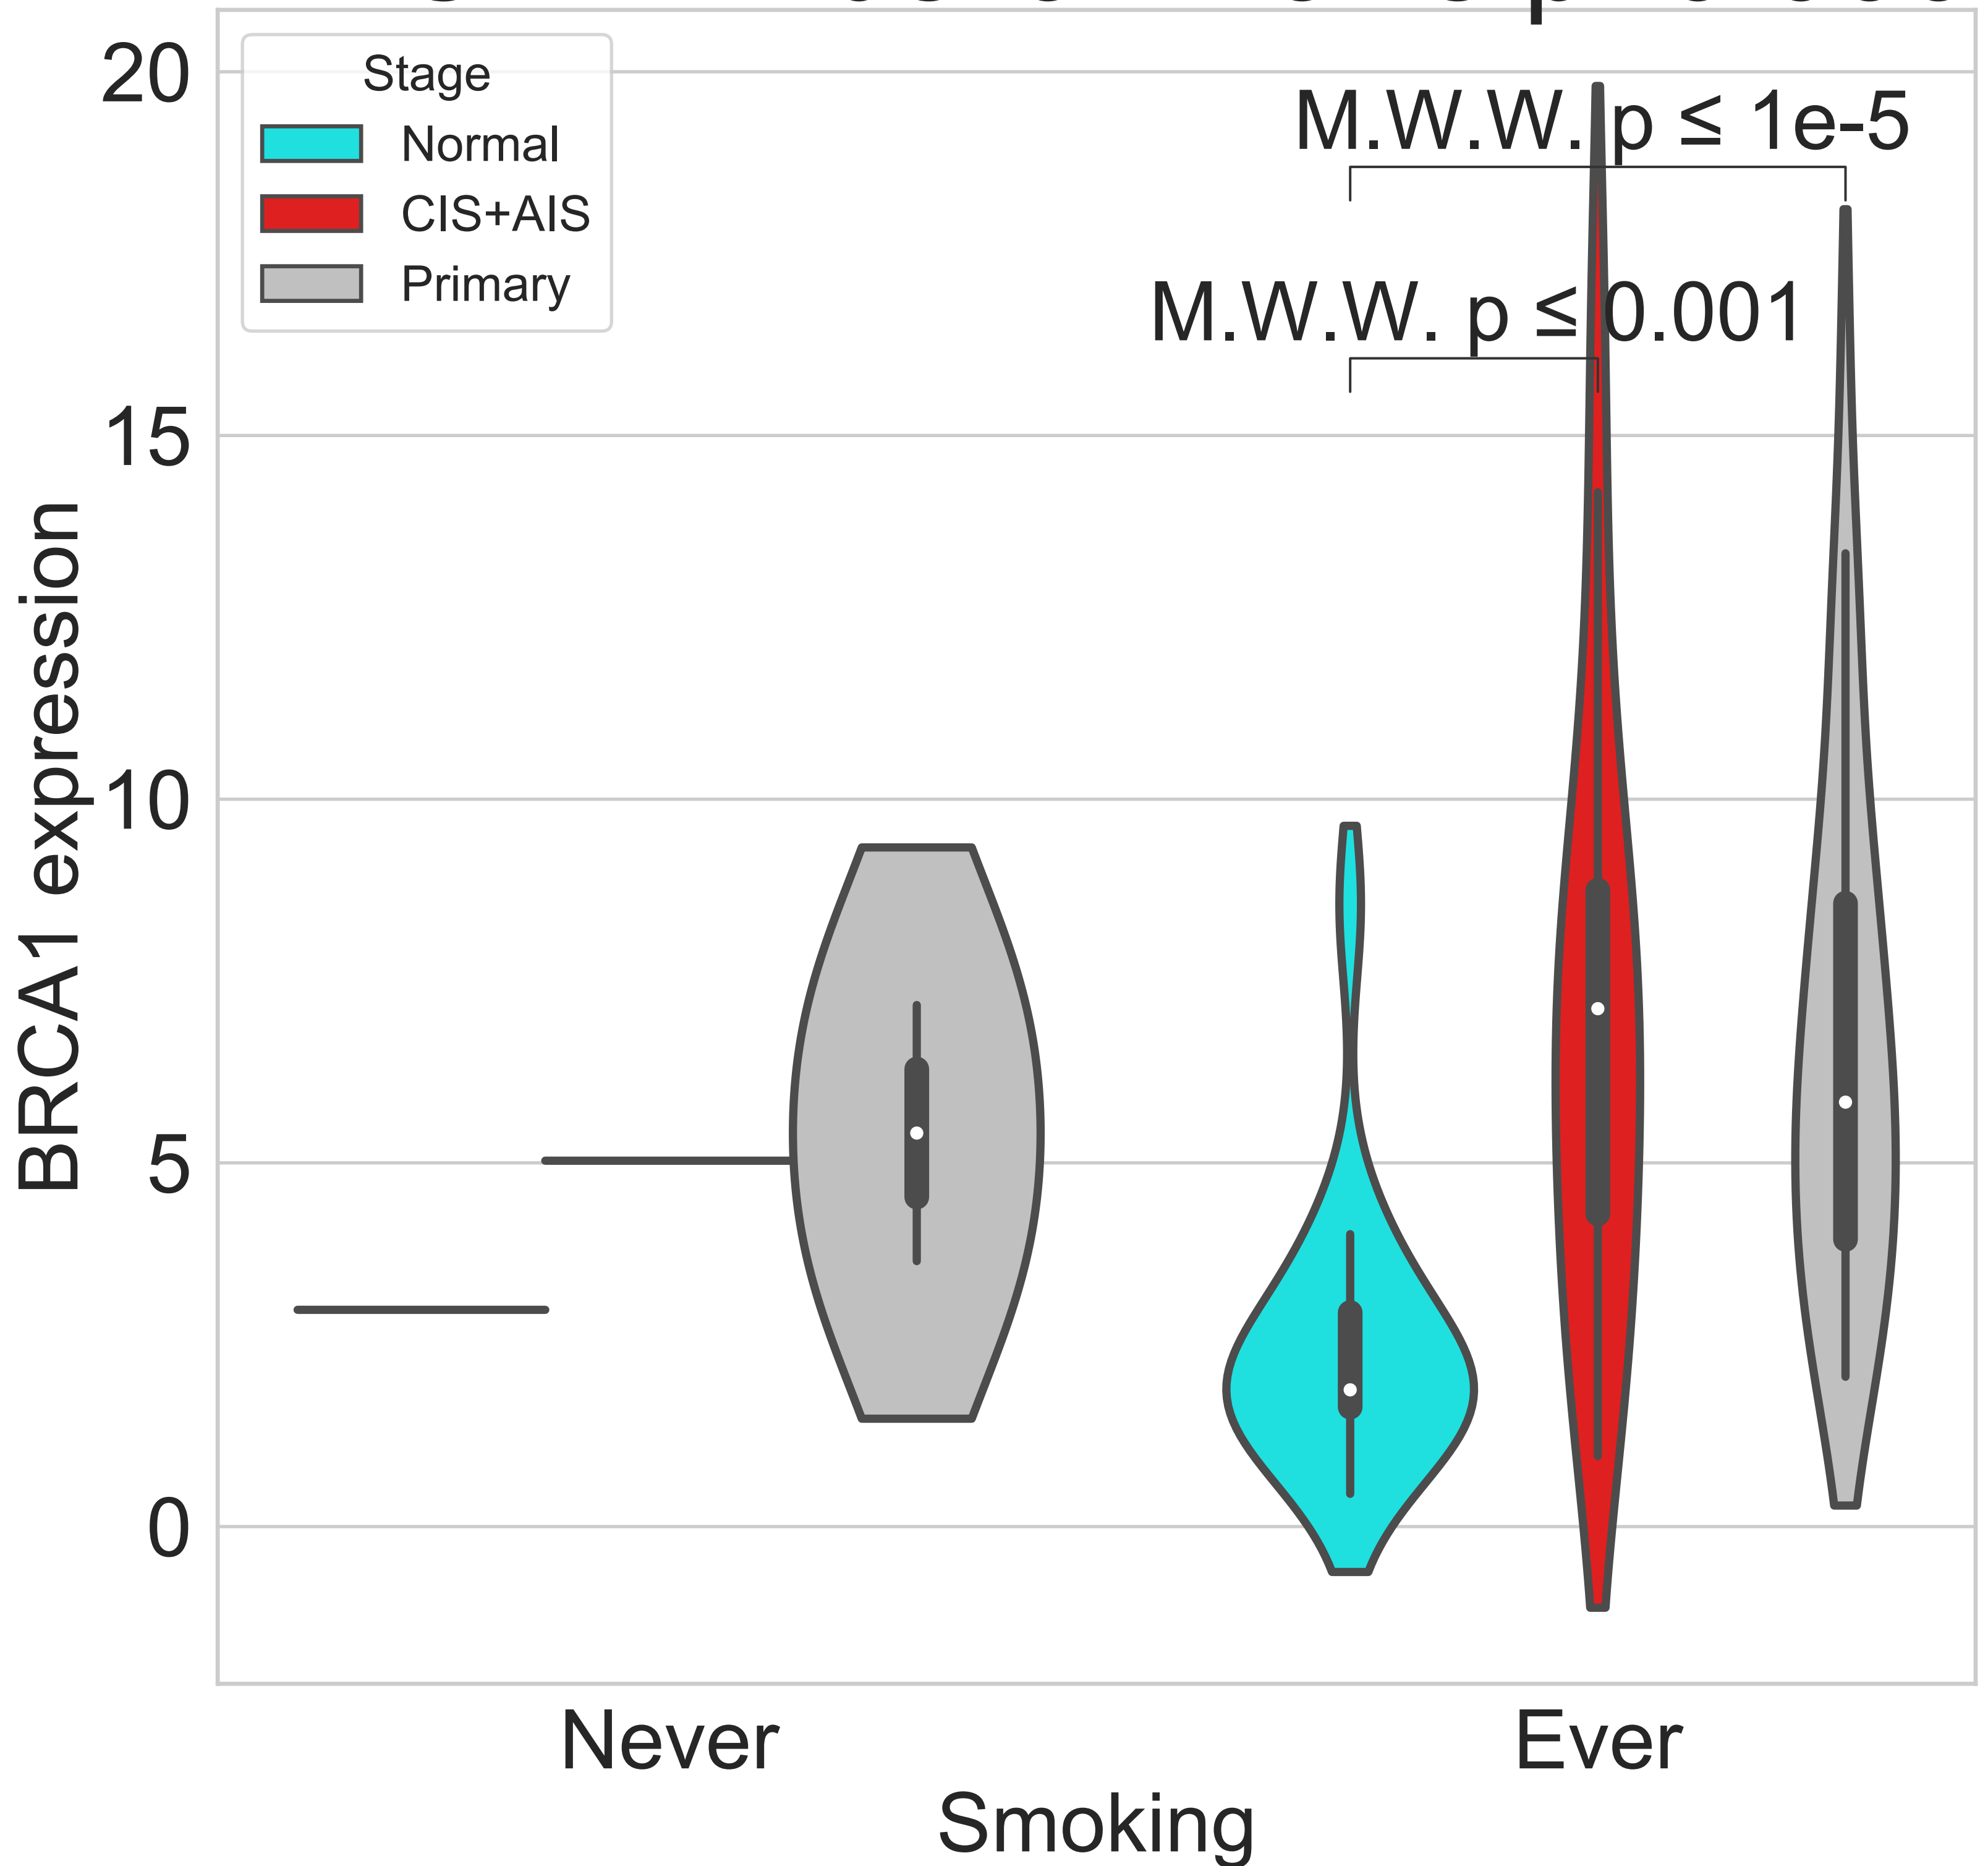 20
15
10
5
0
BRCA1 expression
Stage
Normal
CIS+AIS
Primary
M.W.W. p ≤ 1e-5
M.W.W. p ≤ 0.001
Never
Ever
Smoking